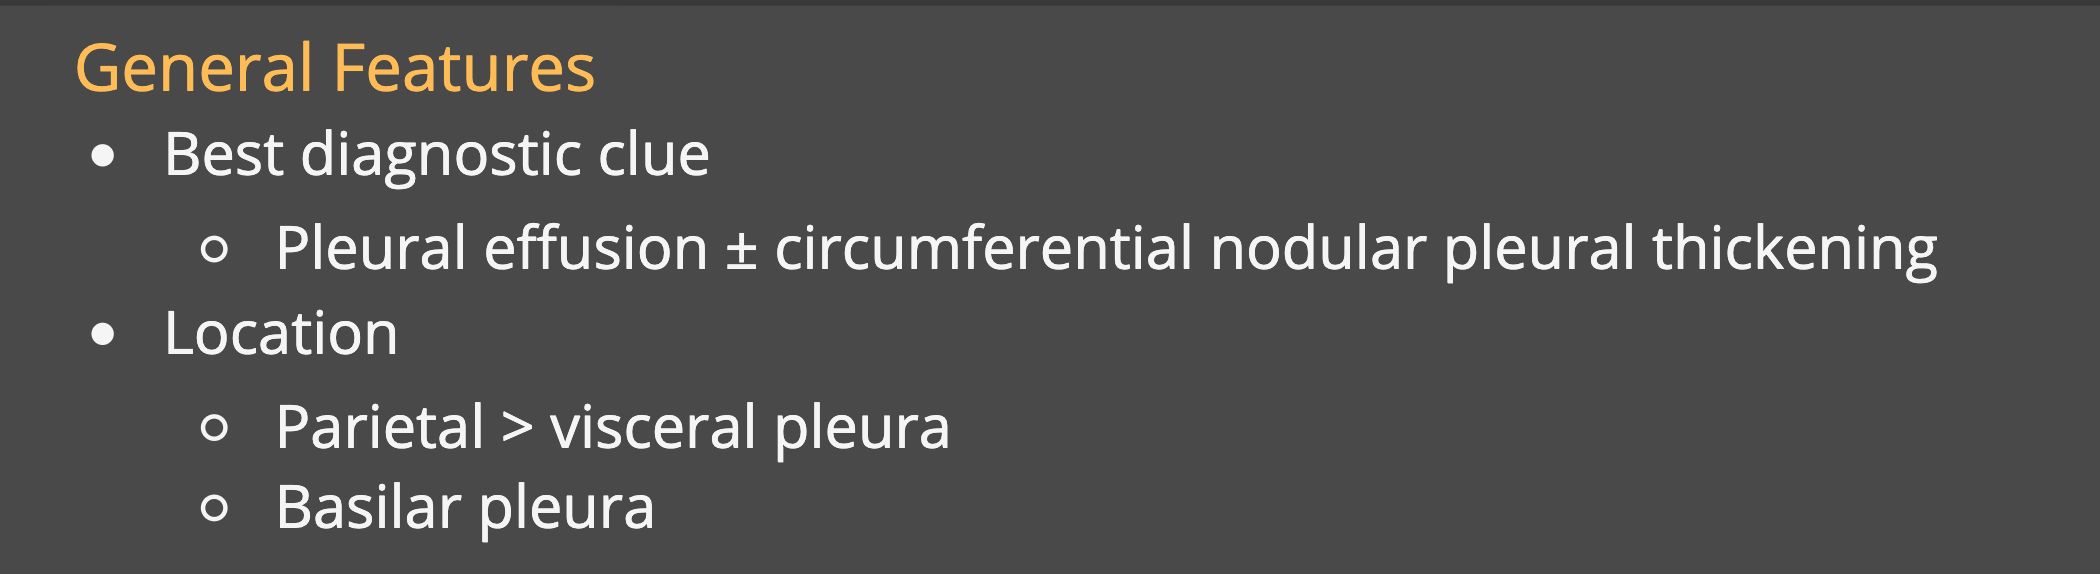 General Features
• Best diagnostic clue
○ Pleural effusion ± circumferential nodular pleural thickening
• Location
○ Parietal > visceral pleura
○ Basilar pleura